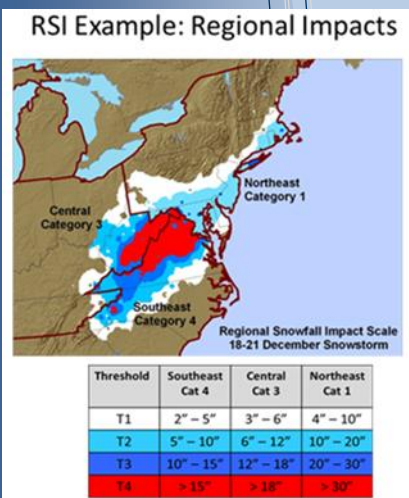 RSI Example: Regional Impacts
Northeast
Category 1
Central
Category 3
Southeast
Category 4
Regional Snowfall Impact Scale
18-21 December Snowstorm
Threshold Southeast Cat 4 Central Cat 3 Northeast Cat 1
T1 2" – 5" 3" – 6" 4" – 10"
T2 5" – 10" 6" – 12" 10" – 20"
T3 10" – 15" 12" – 18" 20" – 30"
T4 > 15" > 18" > 30"